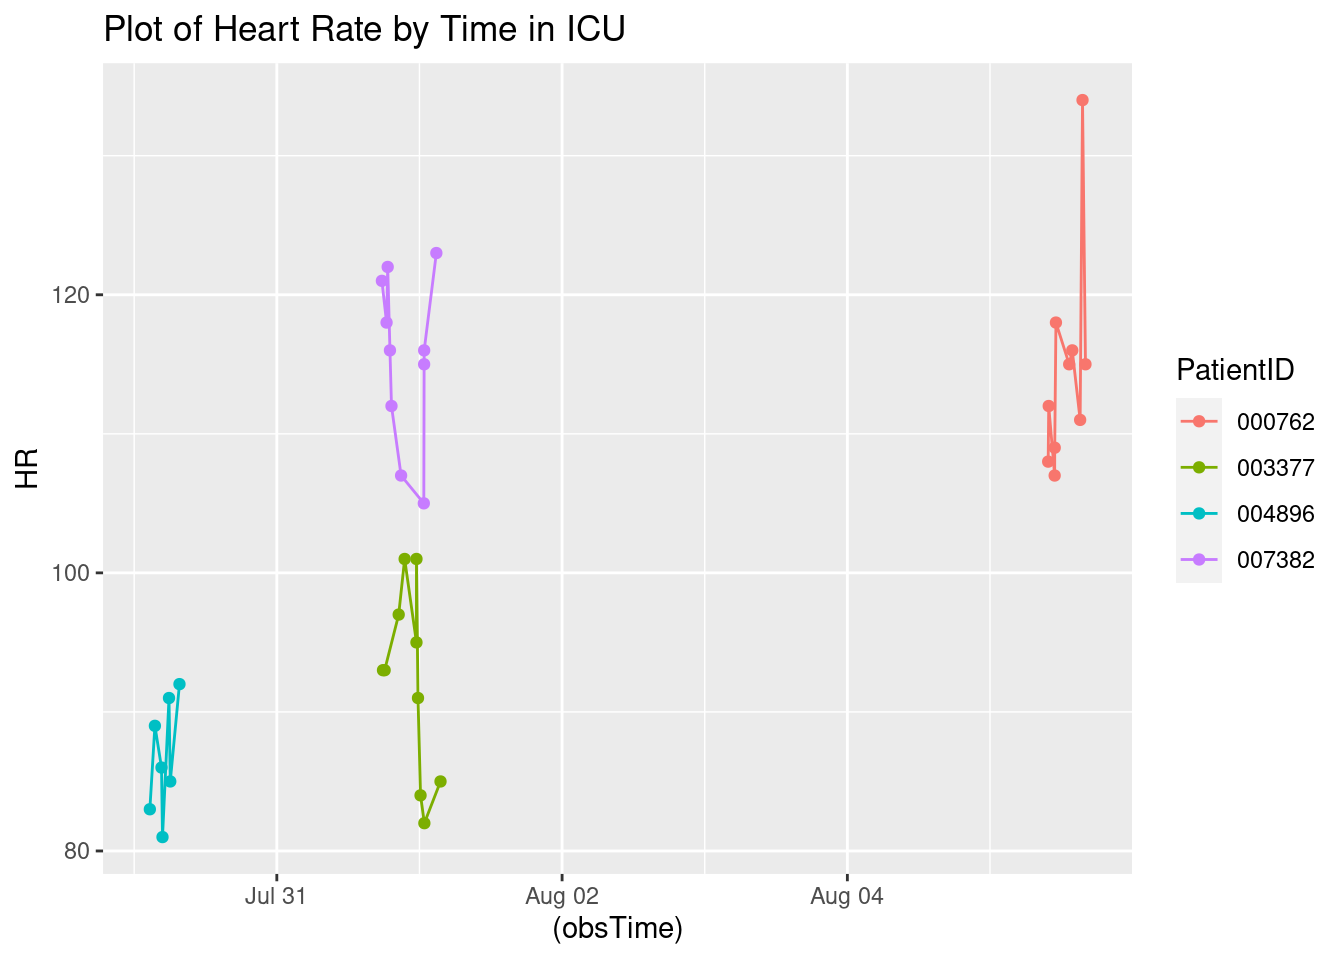 Plot of Heart Rate by Time in ICU
HR
120
100
80
Jul 31
Aug 02
Aug 04
(obsTime)
PatientID
000762
003377
004896
007382